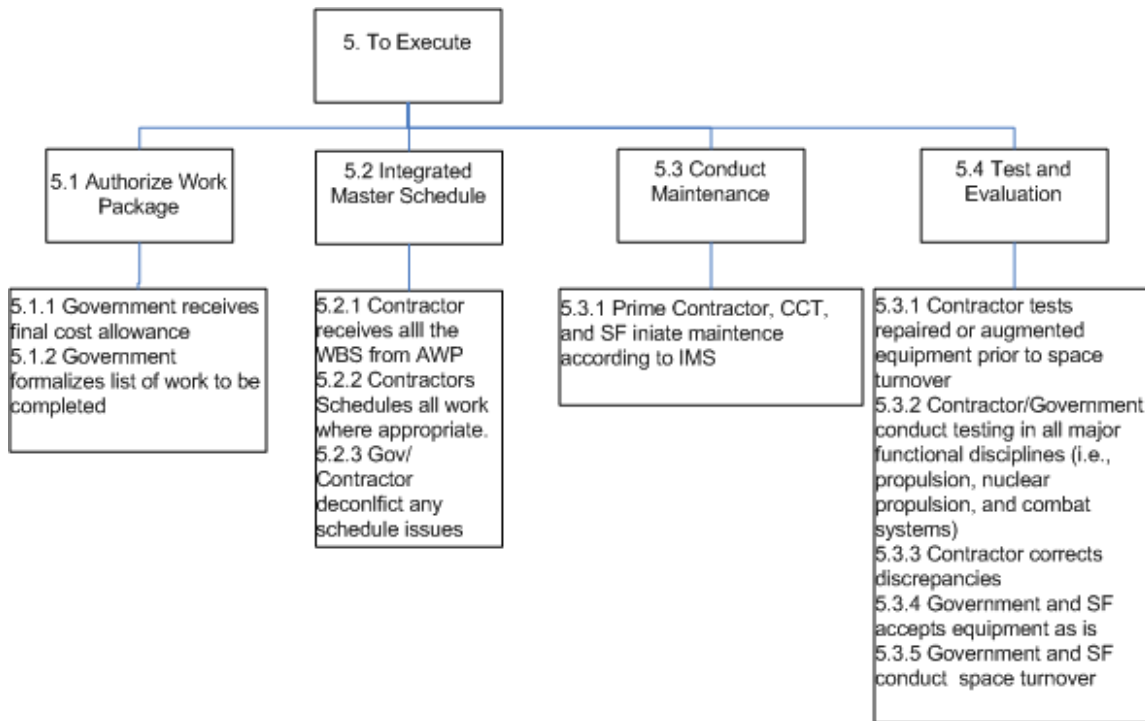 5. To Execute
5.1 Authorize Work
Package
5.2 Integrated
Master Schedule
5.3 Conduct
Maintenance
5.4 Test and
Evaluation
5.1.1 Government receives
final cost allowance
5.1.2 Government
formalizes list of work to be
completed
5.2.1 Contractor
receives alll the
WBS from AWP
5.2.2 Contractors
Schedules all work
where appropriate.
5.2.3 Gov/
Contractor
deconlfict any
schedule issues
5.3.1 Prime Contractor, CCT,
and SF iniate maintence
according to IMS
5.3.1 Contractor tests
repaired or augmented
equipment prior to space
turnover
5.3.2 Contractor/Government
conduct testing in all major
functional disciplines (i.e.,
propulsion, nuclear
propulsion, and combat
systems)
5.3.3 Contractor corrects
discrepancies
5.3.4 Government and SF
accepts equipment as is
5.3.5 Government and SF
conduct  space turnover